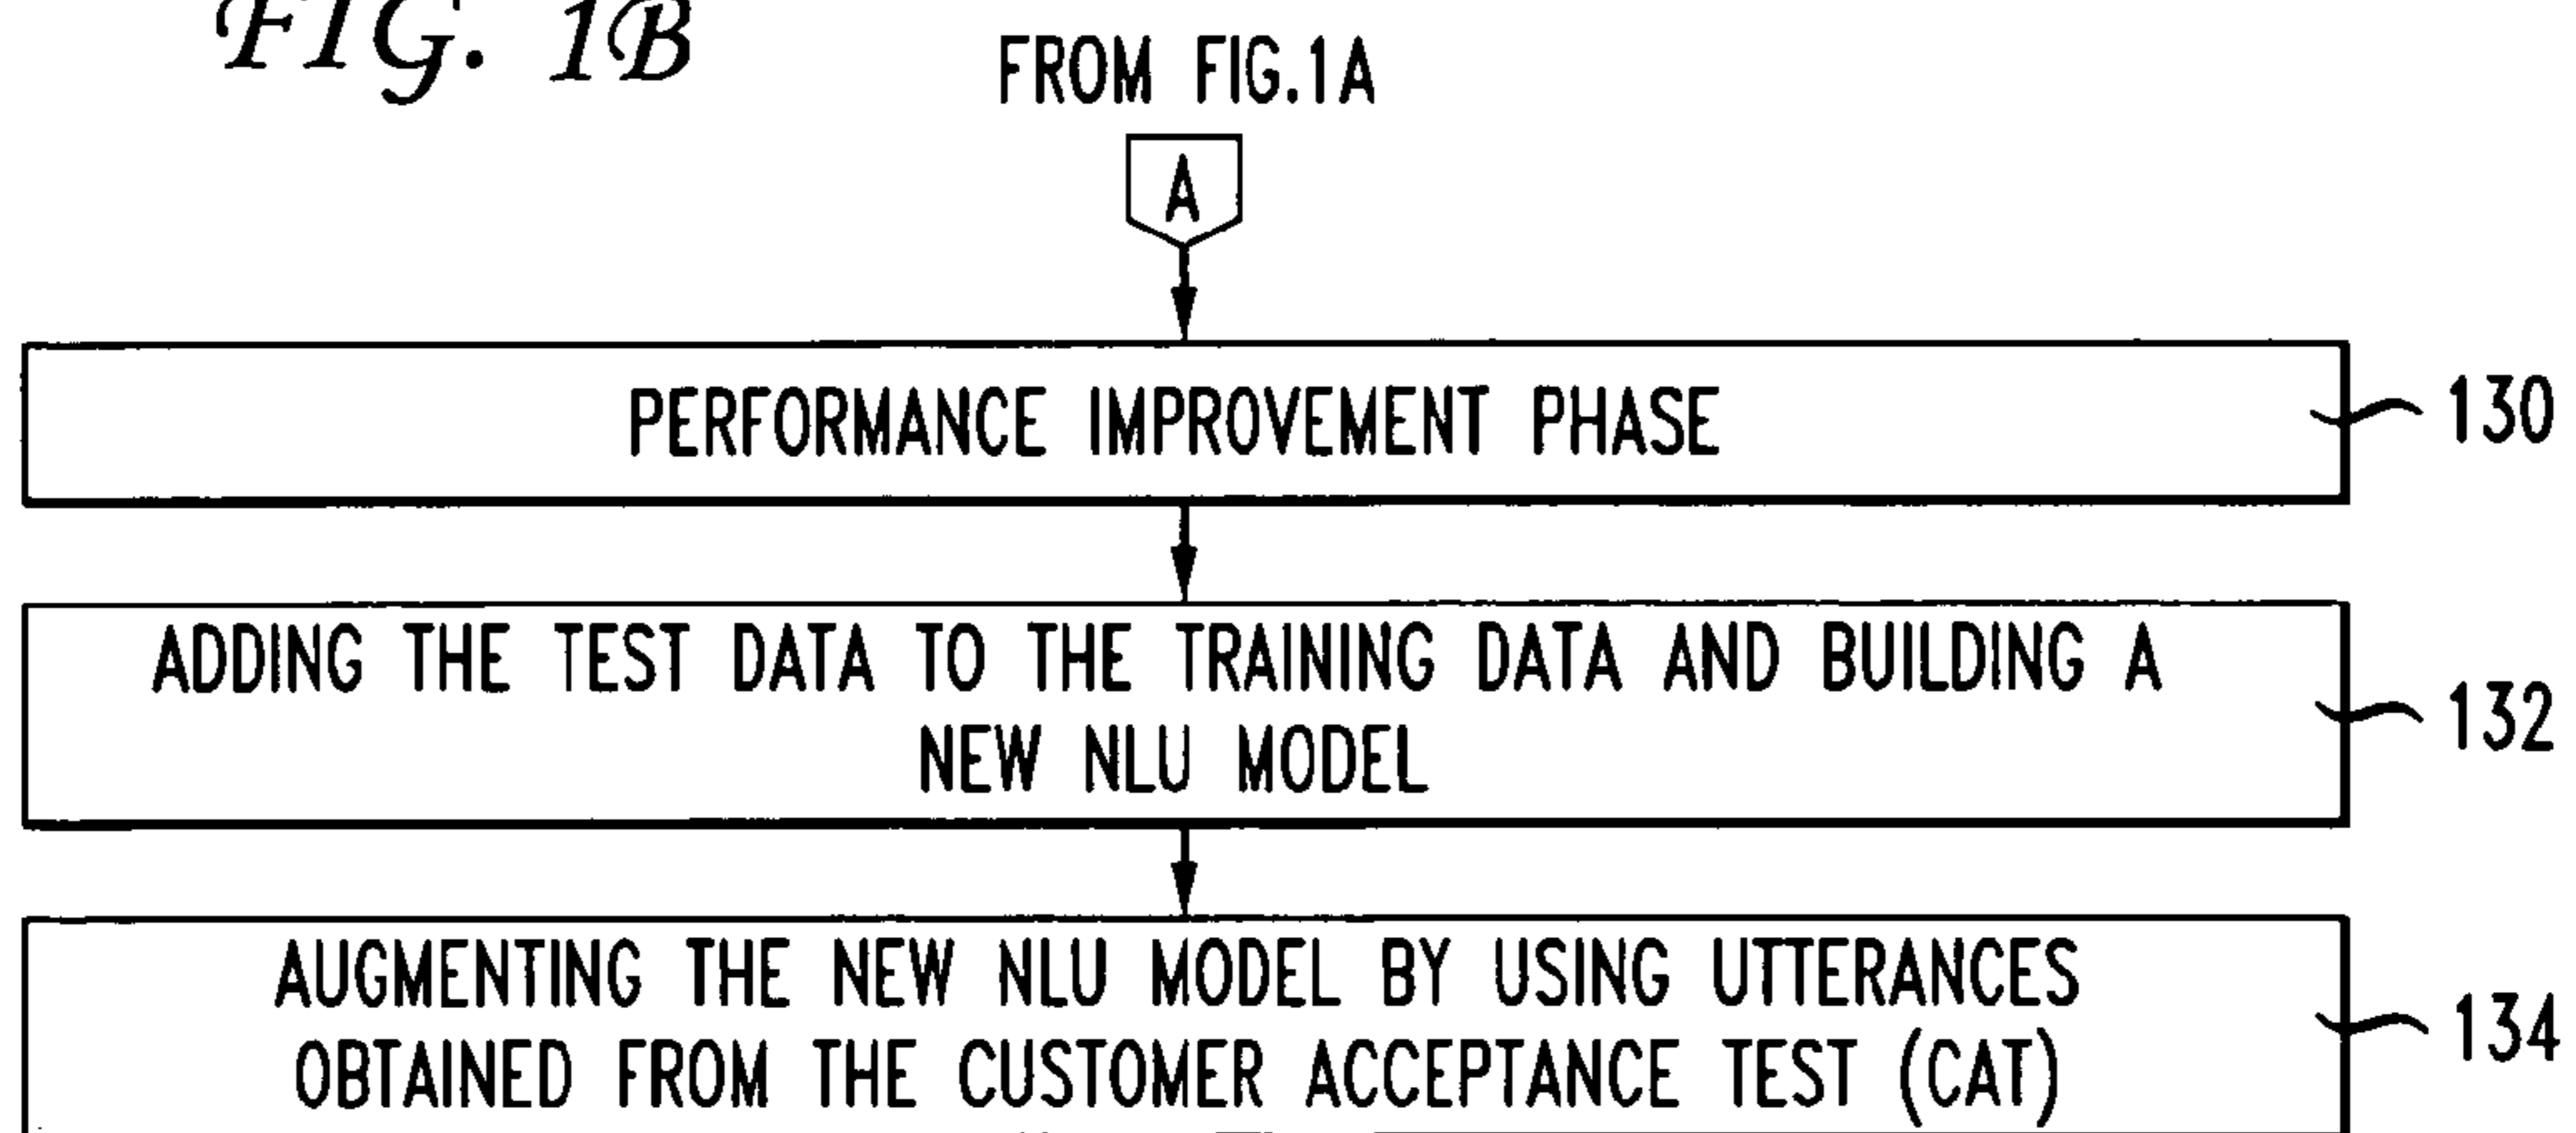 FIG. 1B
FROM FIG.1A
A
PERFORMANCE IMPROVEMENT PHASE
130
ADDING THE TEST DATA TO THE TRAINING DATA AND BUILDING A
NEW NLU MODEL
132
AUGMENTING THE NEW NLU MODEL BY USING UTTERANCES
OBTAINED FROM THE CUSTOMER ACCEPTANCE TEST (CAT)
134